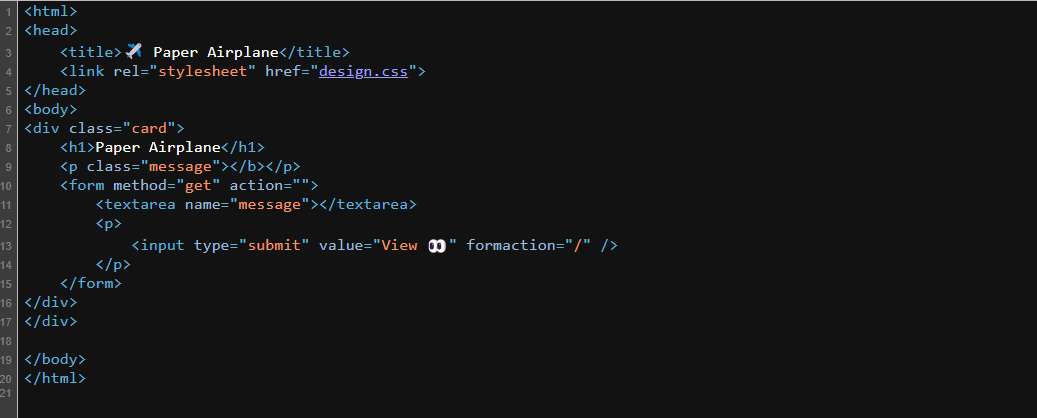 1 <html>
2 <head>
3     <title>✈️ Paper Airplane</title>
4     <link rel="stylesheet" href="design.css">
5 </head>
6 <body>
7 <div class="card">
8     <h1>Paper Airplane</h1>
9     <p class="message"></b></p>
10     <form method="get" action="">
11         <textarea name="message"></textarea>
12         <p>
13             <input type="submit" value="View 👀" formaction="/" />
14         </p>
15     </form>
16 </div>
17 </div>
18
19 </body>
20 </html>
21